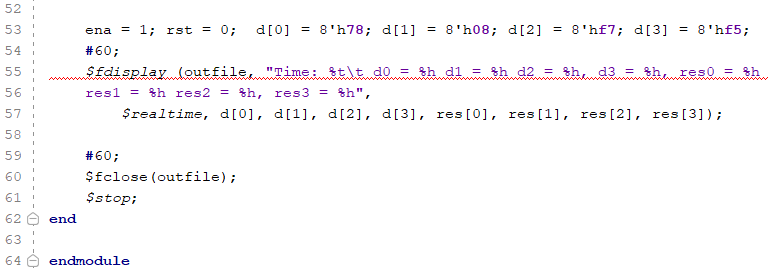 52
53 ena = 1; rst = 0;  d[0] = 8'h78; d[1] = 8'h08; d[2] = 8'hf7; d[3] = 8'hf5;
54 #60;
55 $fdisplay (outfile, "Time: %t\t d0 = %h d1 = %h d2 = %h, d3 = %h, res0 = %h
56 res1 = %h res2 = %h, res3 = %h",
57 $realtime, d[0], d[1], d[2], d[3], res[0], res[1], res[2], res[3]);
58
59 #60;
60 $fclose(outfile);
61 $stop;
62 end
63
64 endmodule